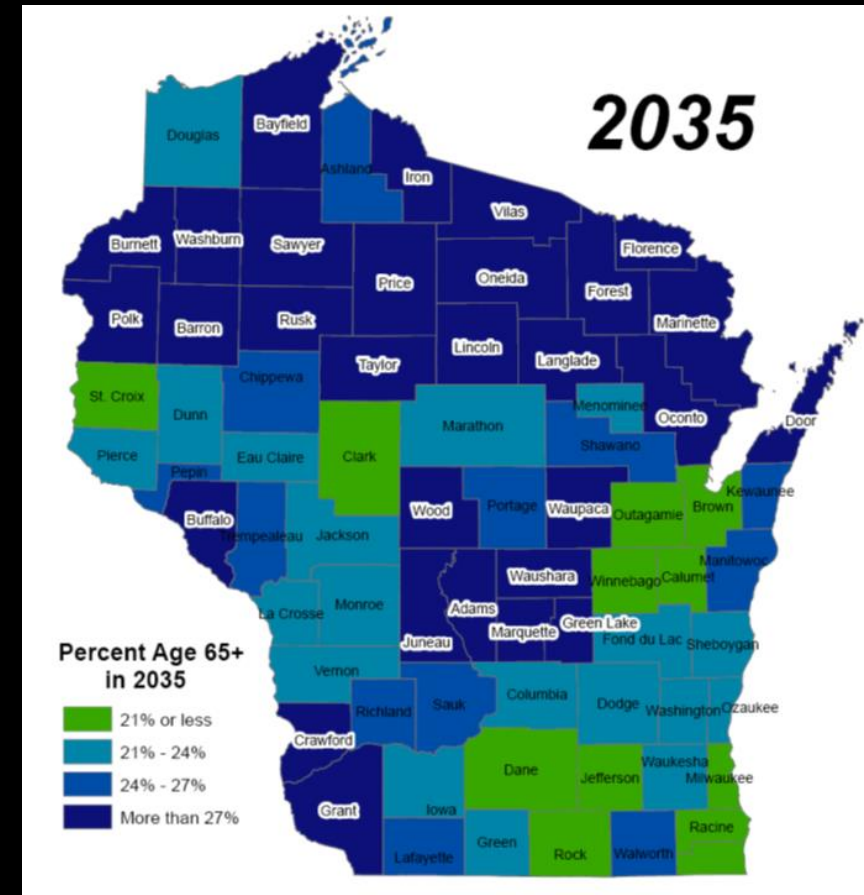 2035
Bayfield
Douglas
Ashland
Iron
Vilas
Burnett
Washburn
Sawyer
Florence
Price
Oneida
Forest
Polk
Barron
Rusk
Marinette
Lincoln
Taylor
Langlade
St. Croix
Chippewa
Dunn
Menominee
Oconto
Door
Marathon
Shawano
Pierce
Eau Claire
Clark
Pepin
Kewaunee
Wood
Portage
Waupaca
Outagamie
Brown
Buffalo
Trempealeau
Jackson
Manitowoc
Waushara
Winnebago
Calumet
La Crosse
Monroe
Adams
Juneau
Marquette
Green Lake
Fond du Lac
Sheboygan
Percent Age 65+
in 2035
21% or less
21% - 24%
24% - 27%
More than 27%
Vernon
Richland
Sauk
Columbia
Dodge
Washington
Ozaukee
Crawford
Dane
Jefferson
Waukesha
Milwaukee
Grant
Iowa
Racine
Lafayette
Green
Rock
Walworth